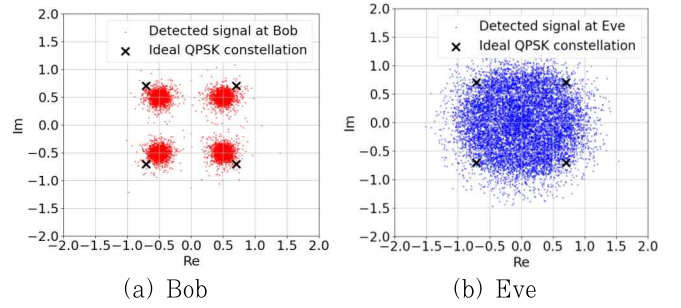 2.0
1.5
1.0
0.5
0.0
−0.5
−1.0
−1.5
−2.0
Im
−2.0 −1.5 −1.0 −0.5 0.0 0.5 1.0 1.5 2.0
Re
Detected signal at Bob
Ideal QPSK constellation
(a) Bob
2.0
1.5
1.0
0.5
0.0
−0.5
−1.0
−1.5
−2.0
Im
−2.0 −1.5 −1.0 −0.5 0.0 0.5 1.0 1.5 2.0
Re
Detected signal at Eve
Ideal QPSK constellation
(b) Eve